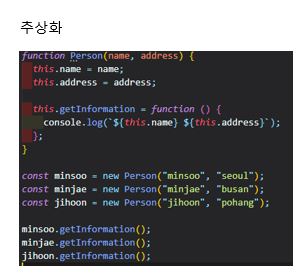 추상화
function Person(name, address) {
this.name = name;
this.address = address;
this.getInformation = function () {
console.log(`${this.name} ${this.address}`);
};
}
const minsoo = new Person("minsoo", "seoul");
const minjae = new Person("minjae", "busan");
const jihoon = new Person("jihoon", "pohang");
minsoo.getInformation();
minjae.getInformation();
jihoon.getInformation();